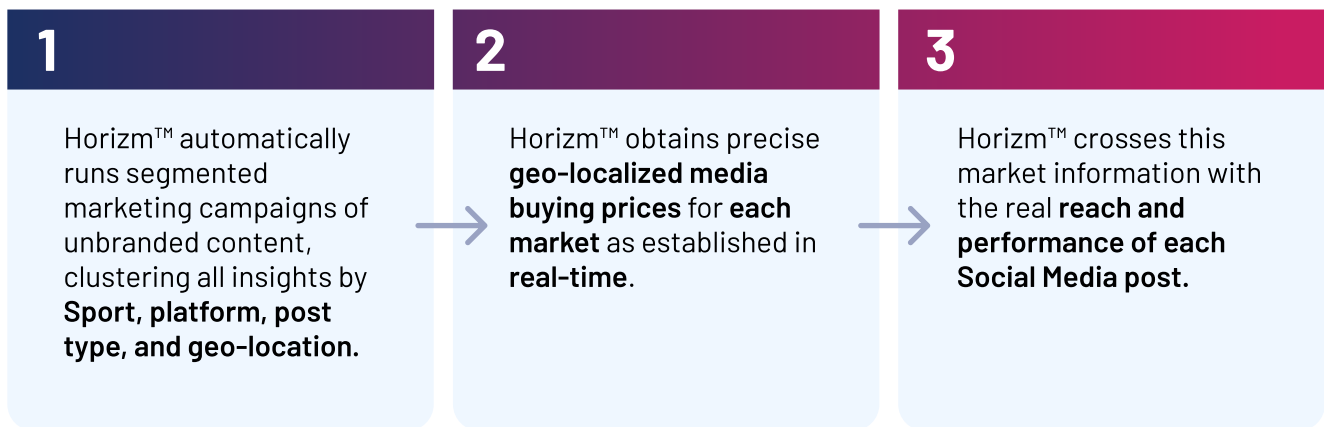 1
Horizm™ automatically
runs segmented
marketing campaigns of
unbranded content,
clustering all insights by
Sport, platform, post
type, and geo-location.
2
Horizm™ obtains precise
geo-localized media
buying prices for each
market as established in
real-time.
3
Horizm™ crosses this
market information with
the real reach and
performance of each
Social Media post.